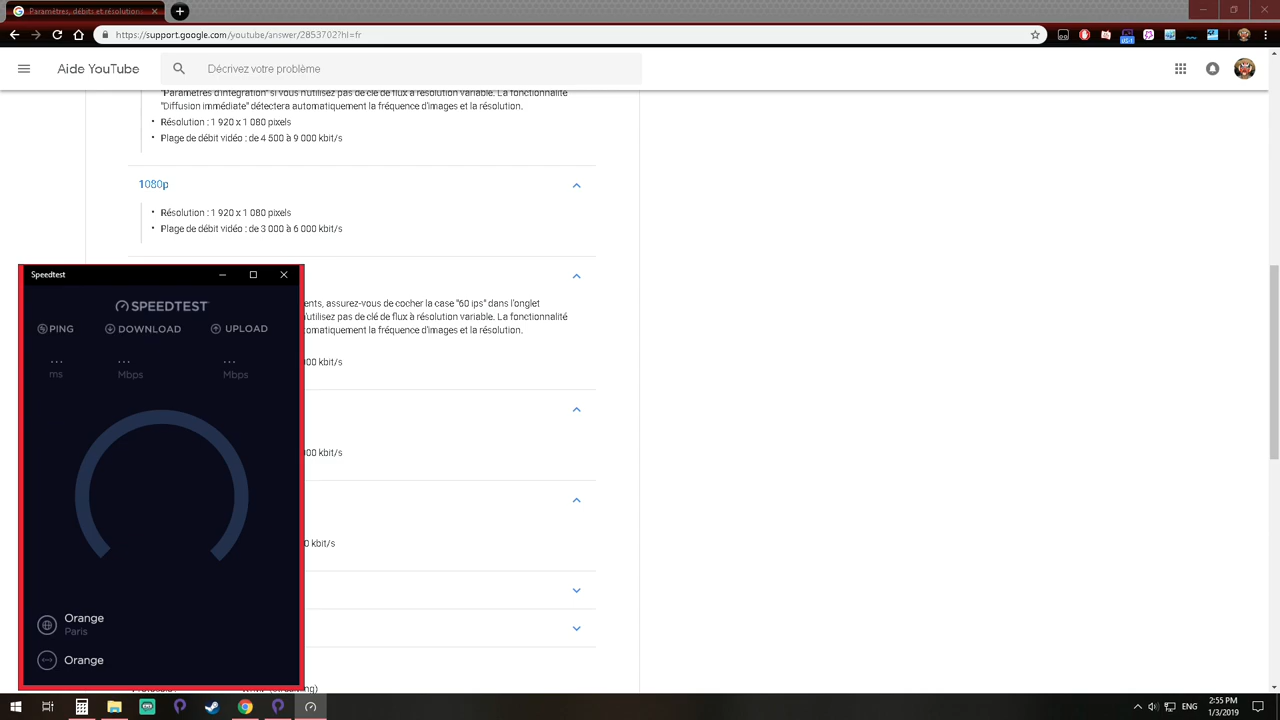 Paramètres, débits et résolutions
https://support.google.com/youtube/answer/2853702?hl=fr
Aide YouTube
Décrivez votre problème
"Paramètres d'intégration" si vous n'utilisez pas de clé de flux à résolution variable. La fonctionnalité
"Diffusion immédiate" détectera automatiquement la fréquence d'images et la résolution.
• Résolution : 1 920 x 1 080 pixels
• Plage de débit vidéo : de 4 500 à 9 000 kbit/s
1080p
• Résolution : 1 920 x 1 080 pixels
• Plage de débit vidéo : de 3 000 à 6 000 kbit/s
Speedtest
SPEEDTEST
PING DOWNLOAD UPLOAD
... ... ...
ms Mbps Mbps
Orange
Paris
Orange
ents, assurez-vous de cocher la case "60 ips" dans l'onglet
n'utilisez pas de clé de flux à résolution variable. La fonctionnalité
tomatiquement la fréquence d'images et la résolution.
000 kbit/s
000 kbit/s
0 kbit/s
ENG
2:55 PM
1/3/2019